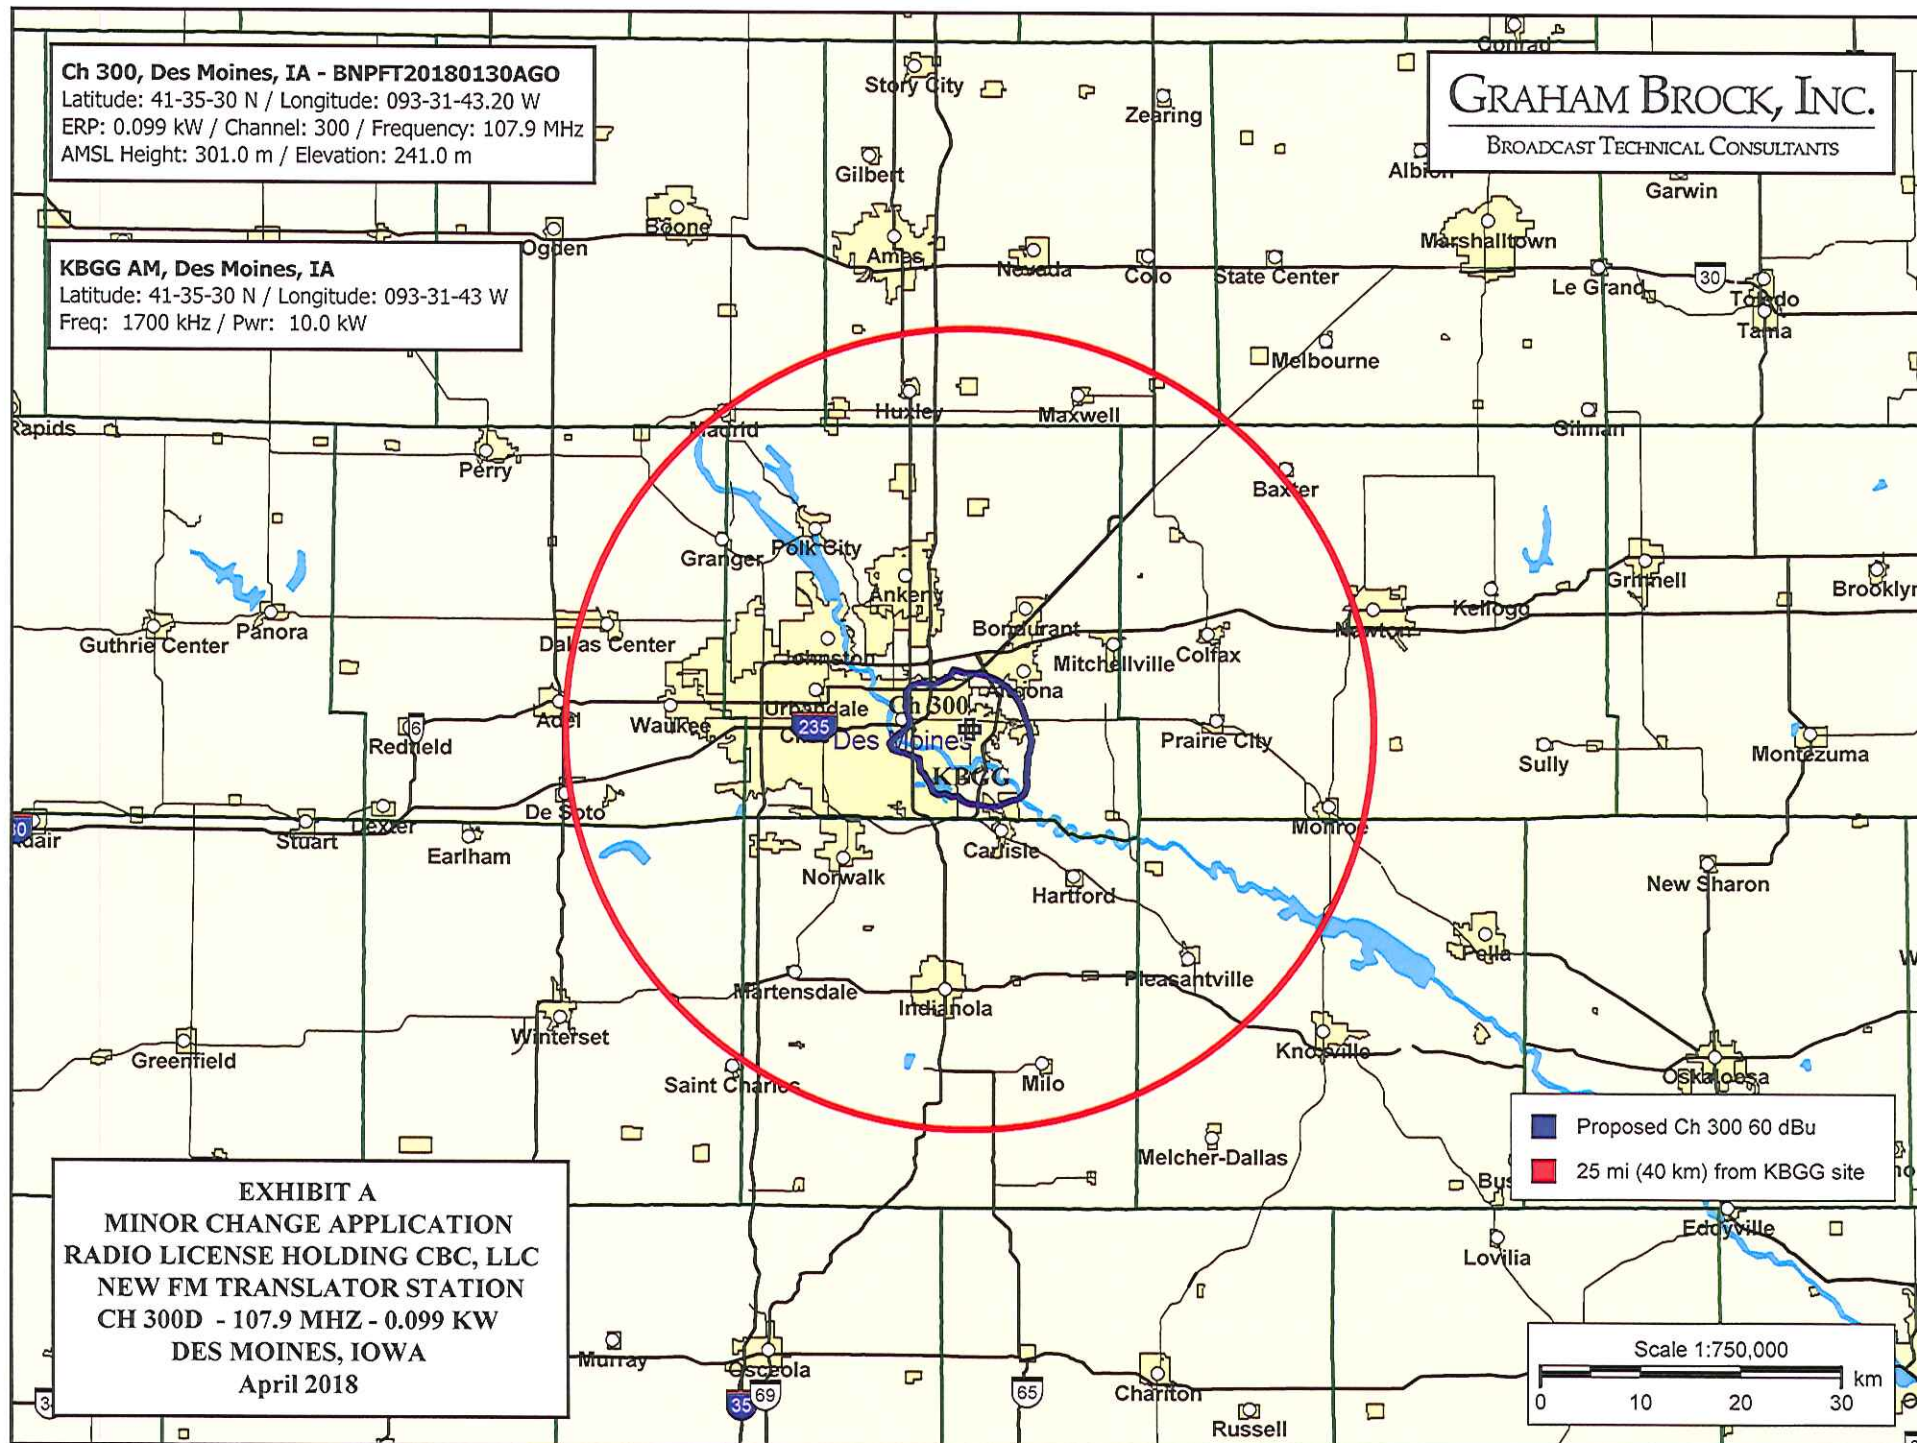 Ch 300, Des Moines, IA - BNPFT20180130AGO
Latitude: 41-35-30 N / Longitude: 093-31-43.20 W
ERP: 0.099 kW / Channel: 300 / Frequency: 107.9 MHz
AMSL Height: 301.0 m / Elevation: 241.0 m
KBGG AM, Des Moines, IA
Latitude: 41-35-30 N / Longitude: 093-31-43 W
Freq: 1700 kHz / Pwr: 10.0 kW
GRAHAM BROCK, INC.
BROADCAST TECHNICAL CONSULTANTS
Conrad
Story City
Zearing
Gilbert
Albion
Garwin
Boone
Ogden
Ames
Nevada
Colo
State Center
Marshalltown
Le Grand
30
Toledo
Tama
Melbourne
Huxley
Maxwell
Madrid
Rapids
Gilman
Perry
Baxter
Granger
Polk City
Ankeny
Grinnell
Brooklyn
Kellogg
Newton
Guthrie Center
Panora
Dallas Center
Bondurant
Johnston
Mitchellville
Colfax
Altoona
Adel
Waukee
Urbandale
Ch 300
235
Des Moines
6
Redfield
Prairie City
Sully
Montezuma
KBGG
De Soto
80
Adair
Stuart
Dexter
Earlham
Carlisle
Monroe
Norwalk
Hartford
New Sharon
Pella
Martensdale
Pleasantville
Indianola
Winterset
Greenfield
Knoxville
Saint Charles
Milo
Oskaloosa
Melcher-Dallas
Bus
Proposed Ch 300 60 dBu
25 mi (40 km) from KBGG site
Eddyville
Lovilia
EXHIBIT A
MINOR CHANGE APPLICATION
RADIO LICENSE HOLDING CBC, LLC
NEW FM TRANSLATOR STATION
CH 300D - 107.9 MHZ - 0.099 KW
DES MOINES, IOWA
April 2018
Murray
Osceola
35
69
65
Chariton
Russell
Scale 1:750,000
km
0 10 20 30